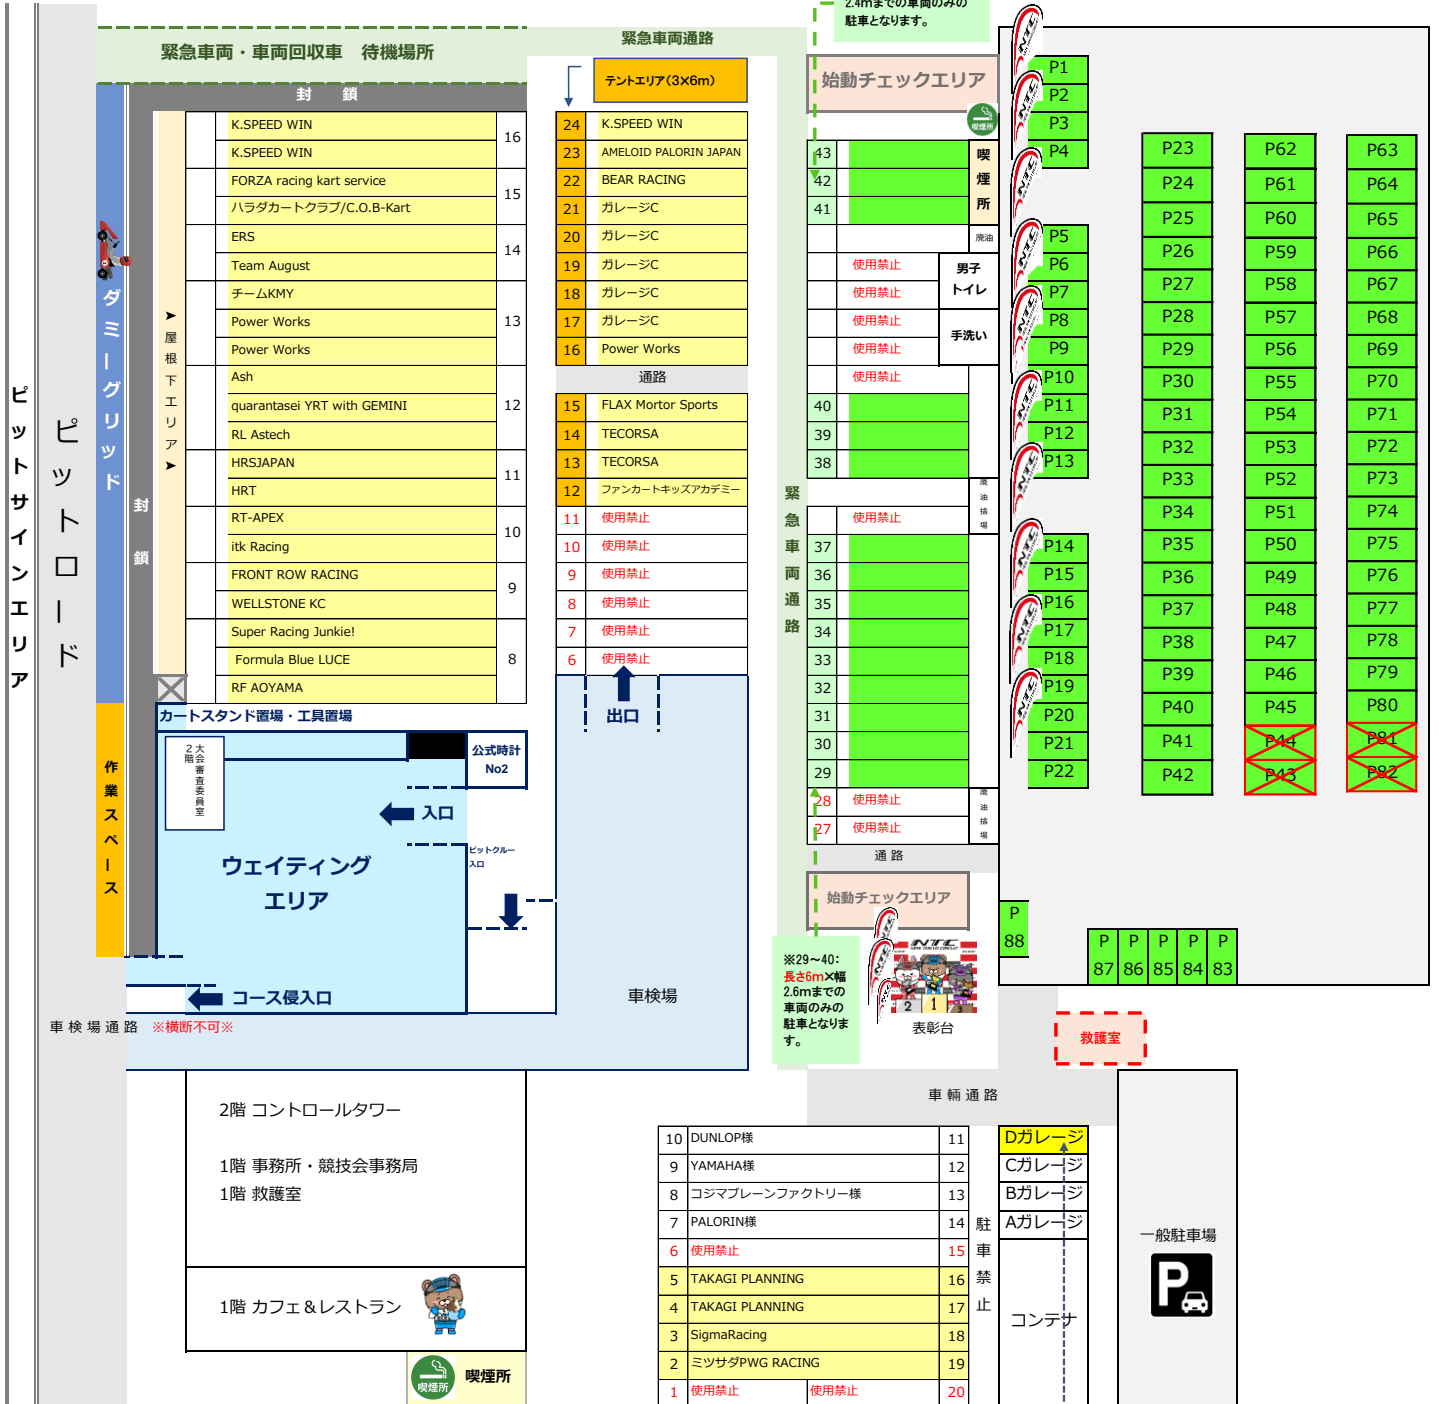 2.4mまでの車両のみの
駐車となります。
緊急車両・車両回収車　待機場所
緊急車両通路
テントエリア(3×6m)
始動チェックエリア
封　鎖
喫煙所
K.SPEED WIN
K.SPEED WIN
16
FORZA racing kart service
ハラダカートクラブ/C.O.B-Kart
15
ERS
Team August
14
チームKMY
Power Works
Power Works
13
Ash
quarantasei YRT with GEMINI
RL Astech
12
HRSJAPAN
HRT
11
RT-APEX
itk Racing
10
FRONT ROW RACING
WELLSTONE KC
9
Super Racing Junkie!
Formula Blue LUCE
RF AOYAMA
8
24 K.SPEED WIN
23 AMELOID PALORIN JAPAN
22 BEAR RACING
21 ガレージC
20 ガレージC
19 ガレージC
18 ガレージC
17 ガレージC
16 Power Works
通路
15 FLAX Mortor Sports
14 TECORSA
13 TECORSA
12 ファンカートキッズアカデミー
11 使用禁止
10 使用禁止
9 使用禁止
8 使用禁止
7 使用禁止
6 使用禁止
出口
43
42
41
喫煙所
廃油
使用禁止
使用禁止
男子
トイレ
使用禁止
使用禁止
手洗い
使用禁止
40
39
38
廃油捨場
使用禁止
37
36
35
34
33
32
31
30
29
28 使用禁止
27 使用禁止
廃油捨場
通路
始動チェックエリア
緊急車両通路
P1
P2
P3
P4
P5
P6
P7
P8
P9
P10
P11
P12
P13
P14
P15
P16
P17
P18
P19
P20
P21
P22
P23
P24
P25
P26
P27
P28
P29
P30
P31
P32
P33
P34
P35
P36
P37
P38
P39
P40
P41
P42
P62
P61
P60
P59
P58
P57
P56
P55
P54
P53
P52
P51
P50
P49
P48
P47
P46
P45
P44
P43
P63
P64
P65
P66
P67
P68
P69
P70
P71
P72
P73
P74
P75
P76
P77
P78
P79
P80
P81
P82
P
88
P P P P P
87 86 85 84 83
ピットサインエリア
ピットロード
ダミーグリッド
➤屋根下エリア➤
封鎖
作業スペース
カートスタンド置場・工具置場
大会審査委員室
2階
公式時計
No2
入口
ピットクルー
入口
ウェイティング
エリア
コース侵入口
車検場
車検場通路 ※横断不可※
※29～40:
長さ6m×幅
2.6mまでの
車両のみの
駐車となりま
す。
NTC
2 1 3
表彰台
救護室
車輌通路
2階 コントロールタワー
1階 事務所・競技会事務局
1階 救護室
1階 カフェ＆レストラン
喫煙所
喫煙所
10 DUNLOP様 11
9 YAMAHA様 12
8 コジマブレーンファクトリー様 13
7 PALORIN様 14
6 使用禁止 15
5 TAKAGI PLANNING 16
4 TAKAGI PLANNING 17
3 SigmaRacing 18
2 ミツサダPWG RACING 19
1 使用禁止 使用禁止 20
駐車禁止
Dガレージ
Cガレージ
Bガレージ
Aガレージ
コンテナ
一般駐車場
P